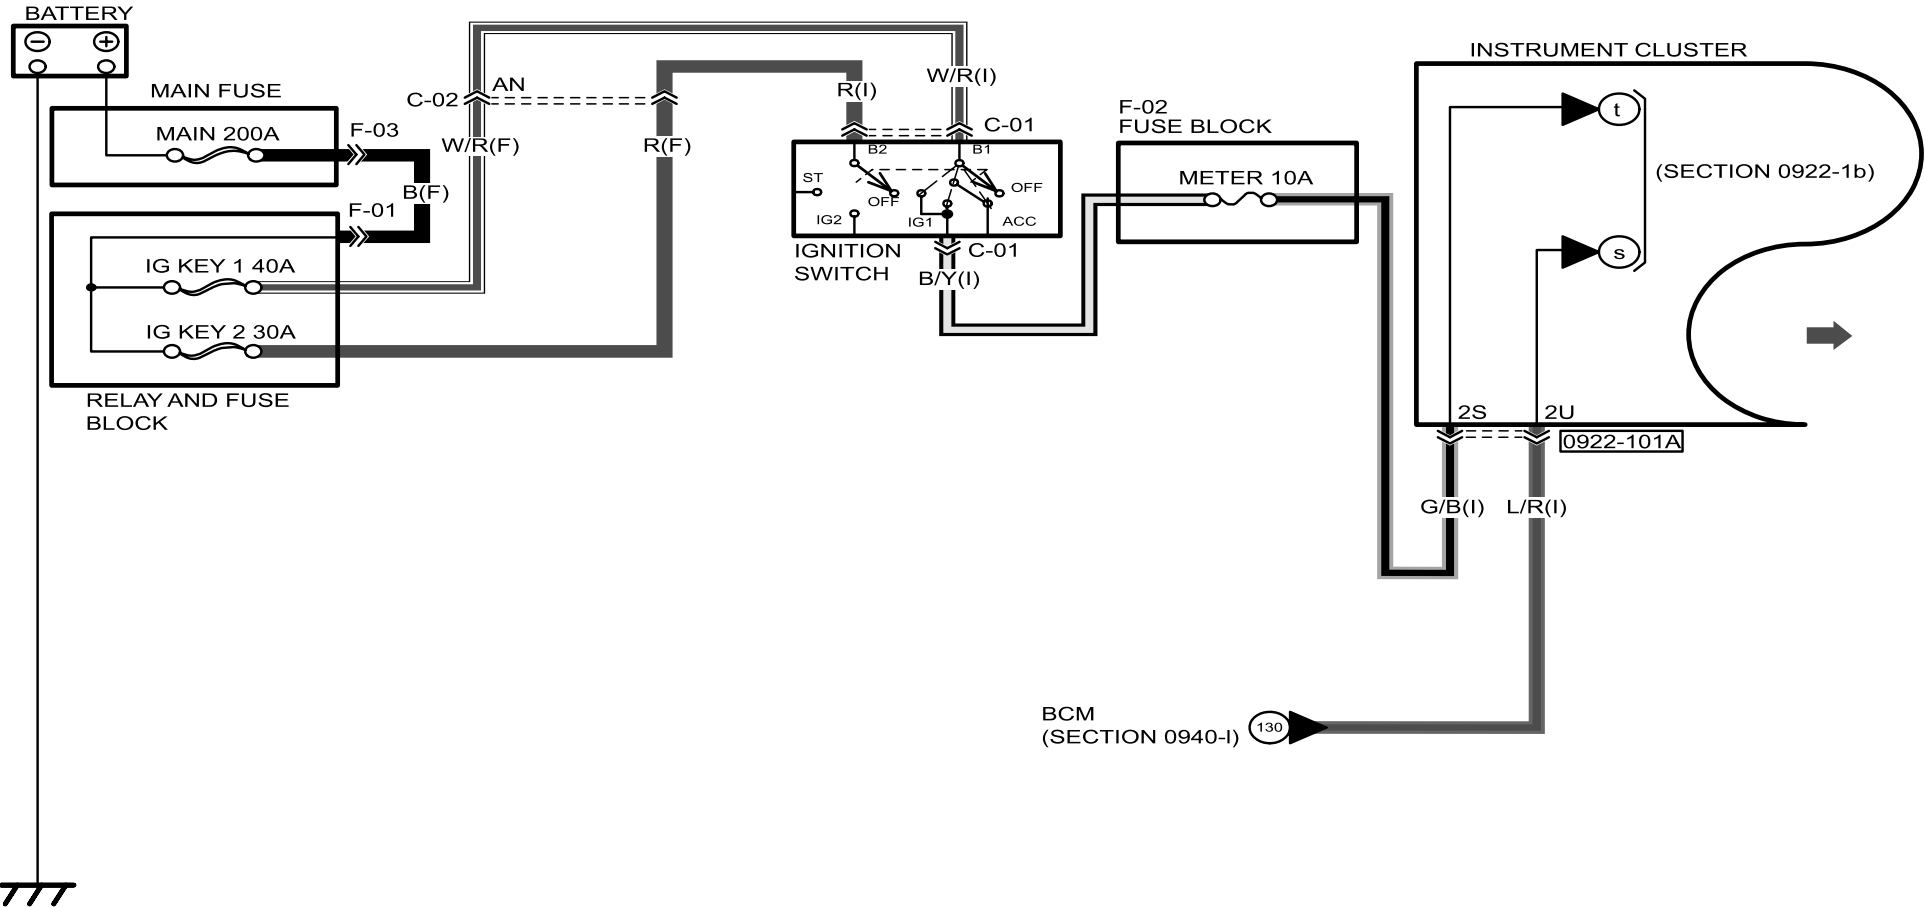 BATTERY
− +
MAIN FUSE
MAIN 200A
F-03
B(F)
F-01
IG KEY 1 40A
IG KEY 2 30A
RELAY AND FUSE
BLOCK
C-02
AN
W/R(F)
R(F)
R(I)
W/R(I)
C-01
B2
B1
ST
OFF
OFF
IG2
IG1
ACC
IGNITION
SWITCH
C-01
B/Y(I)
F-02
FUSE BLOCK
METER 10A
INSTRUMENT CLUSTER
t
(SECTION 0922-1b)
s
2S
2U
0922-101A
G/B(I)
L/R(I)
BCM
(SECTION 0940-I)
130